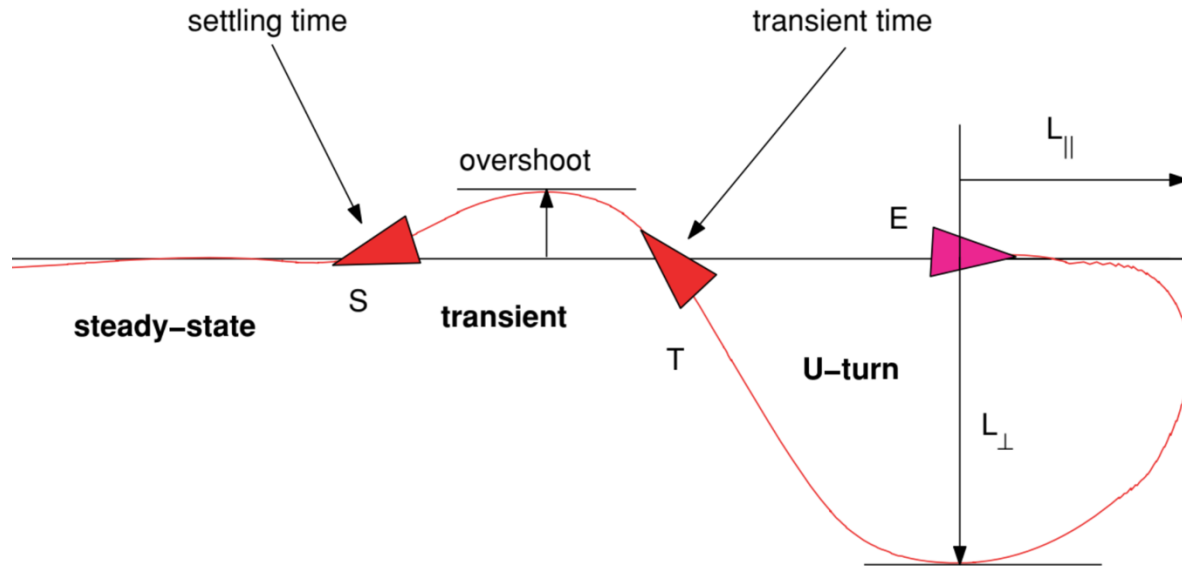 settling time
transient time
L||
overshoot
E
S
steady−state
transient
T
U−turn
L⊥